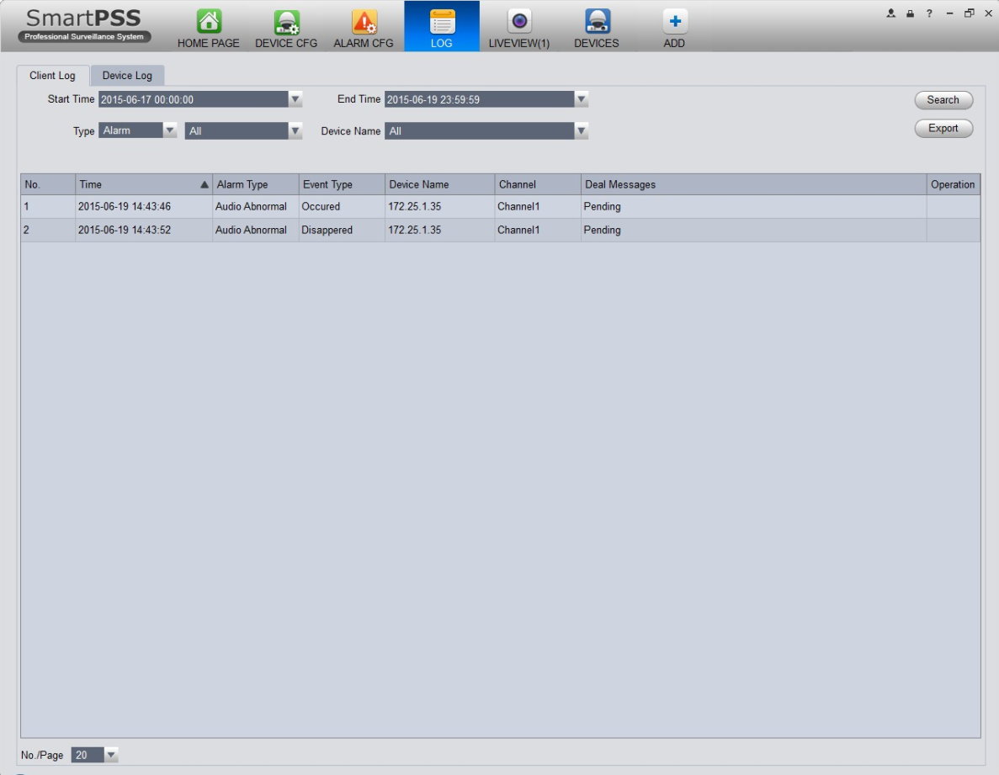 SmartPSS
Professional Surveillance System
HOME PAGE DEVICE CFG ALARM CFG LOG LIVEVIEW(1) DEVICES ADD
Client Log Device Log
Start Time 2015-06-17 00:00:00 End Time 2015-06-19 23:59:59 Search
Type Alarm All Device Name All Export
No. Time Alarm Type Event Type Device Name Channel Deal Messages Operation
1 2015-06-19 14:43:46 Audio Abnormal Occured 172.25.1.35 Channel1 Pending
2 2015-06-19 14:43:52 Audio Abnormal Disappered 172.25.1.35 Channel1 Pending
No./Page 20